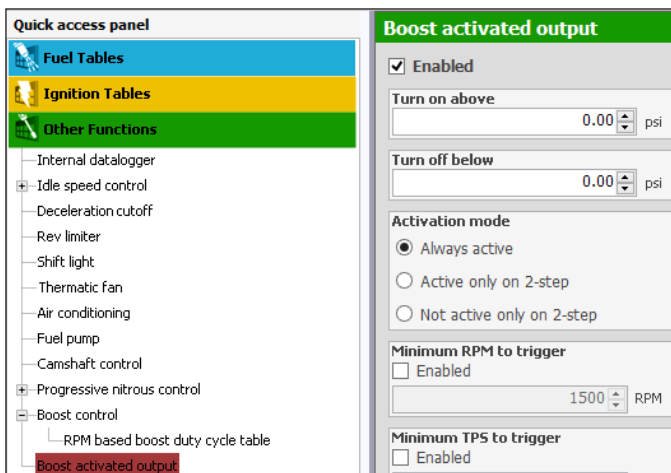 Quick access panel
Fuel Tables
Ignition Tables
Other Functions
Internal datalogger
Idle speed control
Deceleration cutoff
Rev limiter
Shift light
Thermatic fan
Air conditioning
Fuel pump
Camshaft control
Progressive nitrous control
Boost control
RPM based boost duty cycle table
Boost activated output
Boost activated output
Enabled
Turn on above
0.00 psi
Turn off below
0.00 psi
Activation mode
Always active
Active only on 2-step
Not active only on 2-step
Minimum RPM to trigger
Enabled
1500 RPM
Minimum TPS to trigger
Enabled